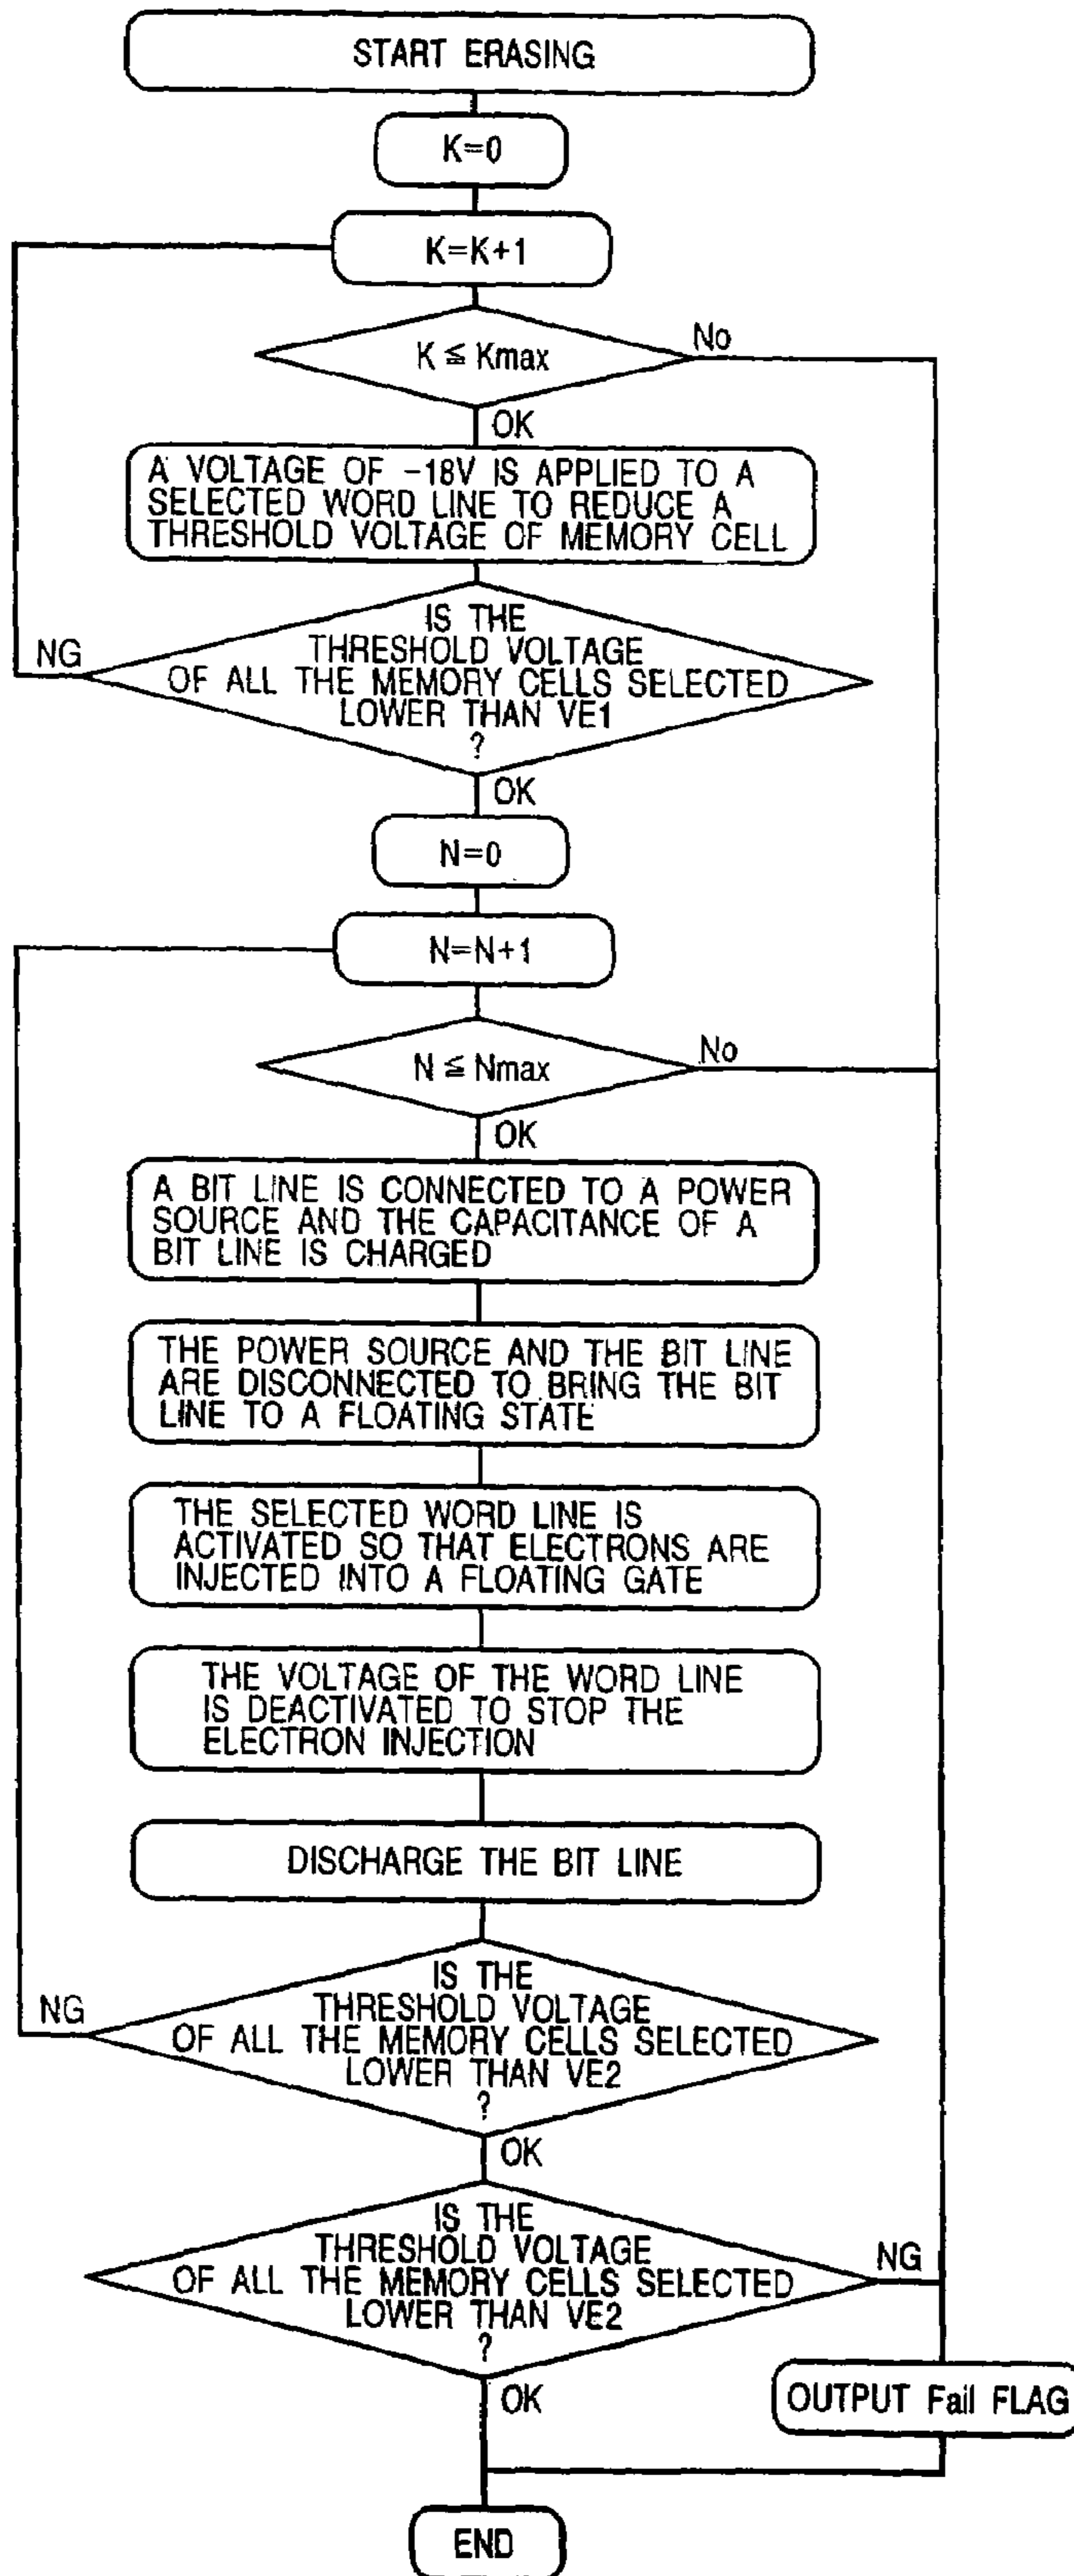 START ERASING
K=0
K=K+1
K ≦ Kmax
No
OK
A VOLTAGE OF -18V IS APPLIED TO A
SELECTED WORD LINE TO REDUCE A
THRESHOLD VOLTAGE OF MEMORY CELL
IS THE
THRESHOLD VOLTAGE
OF ALL THE MEMORY CELLS SELECTED
LOWER THAN VE1
?
NG
OK
N=0
N=N+1
N ≦ Nmax
No
OK
A BIT LINE IS CONNECTED TO A POWER
SOURCE AND THE CAPACITANCE OF A
BIT LINE IS CHARGED
THE POWER SOURCE AND THE BIT LINE
ARE DISCONNECTED TO BRING THE BIT
LINE TO A FLOATING STATE
THE SELECTED WORD LINE IS
ACTIVATED SO THAT ELECTRONS ARE
INJECTED INTO A FLOATING GATE
THE VOLTAGE OF THE WORD LINE
IS DEACTIVATED TO STOP THE
ELECTRON INJECTION
DISCHARGE THE BIT LINE
IS THE
THRESHOLD VOLTAGE
OF ALL THE MEMORY CELLS SELECTED
LOWER THAN VE2
?
NG
OK
IS THE
THRESHOLD VOLTAGE
OF ALL THE MEMORY CELLS SELECTED
LOWER THAN VE2
?
NG
OK
OUTPUT Fail FLAG
END